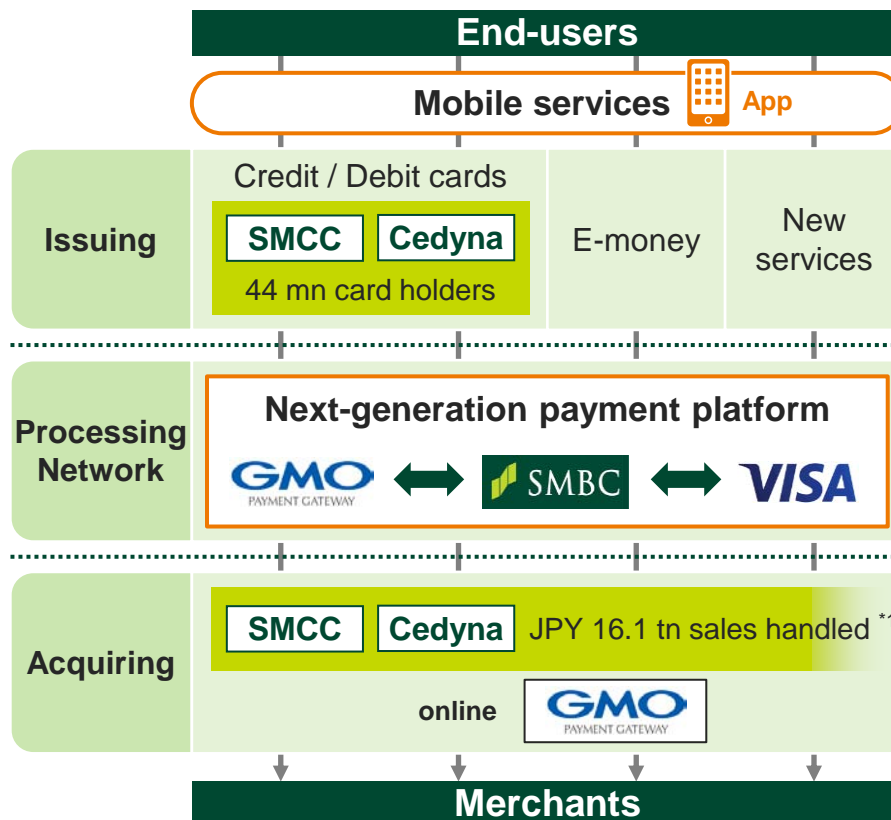 End-users
Mobile services App
Credit / Debit cards
Issuing
SMCC Cedyna
44 mn card holders
E-money
New
services
Processing
Network
Next-generation payment platform
GMO
PAYMENT GATEWAY
SMBC
VISA
Acquiring
SMCC Cedyna JPY 16.1 tn sales handled *1
online
GMO
PAYMENT GATEWAY
Merchants